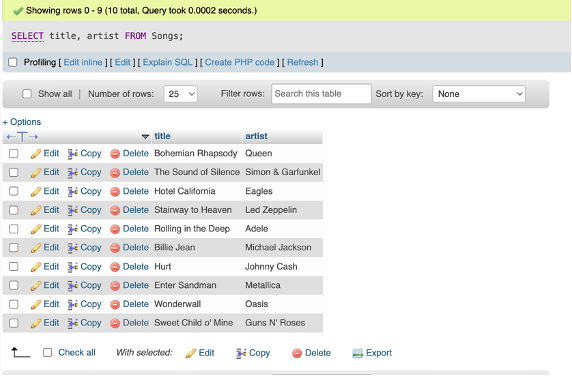 Showing rows 0 - 9 (10 total, Query took 0.0002 seconds.)
SELECT title, artist FROM Songs;
Profiling [ Edit inline ] [ Edit ] [ Explain SQL ] [ Create PHP code ] [ Refresh ]
Show all | Number of rows: 25 Filter rows: Search this table Sort by key: None
+ Options
title artist
Edit Copy Delete Bohemian Rhapsody Queen
Edit Copy Delete The Sound of Silence Simon & Garfunkel
Edit Copy Delete Hotel California Eagles
Edit Copy Delete Stairway to Heaven Led Zeppelin
Edit Copy Delete Rolling in the Deep Adele
Edit Copy Delete Billie Jean Michael Jackson
Edit Copy Delete Hurt Johnny Cash
Edit Copy Delete Enter Sandman Metallica
Edit Copy Delete Wonderwall Oasis
Edit Copy Delete Sweet Child o' Mine Guns N' Roses
Check all With selected: Edit Copy Delete Export